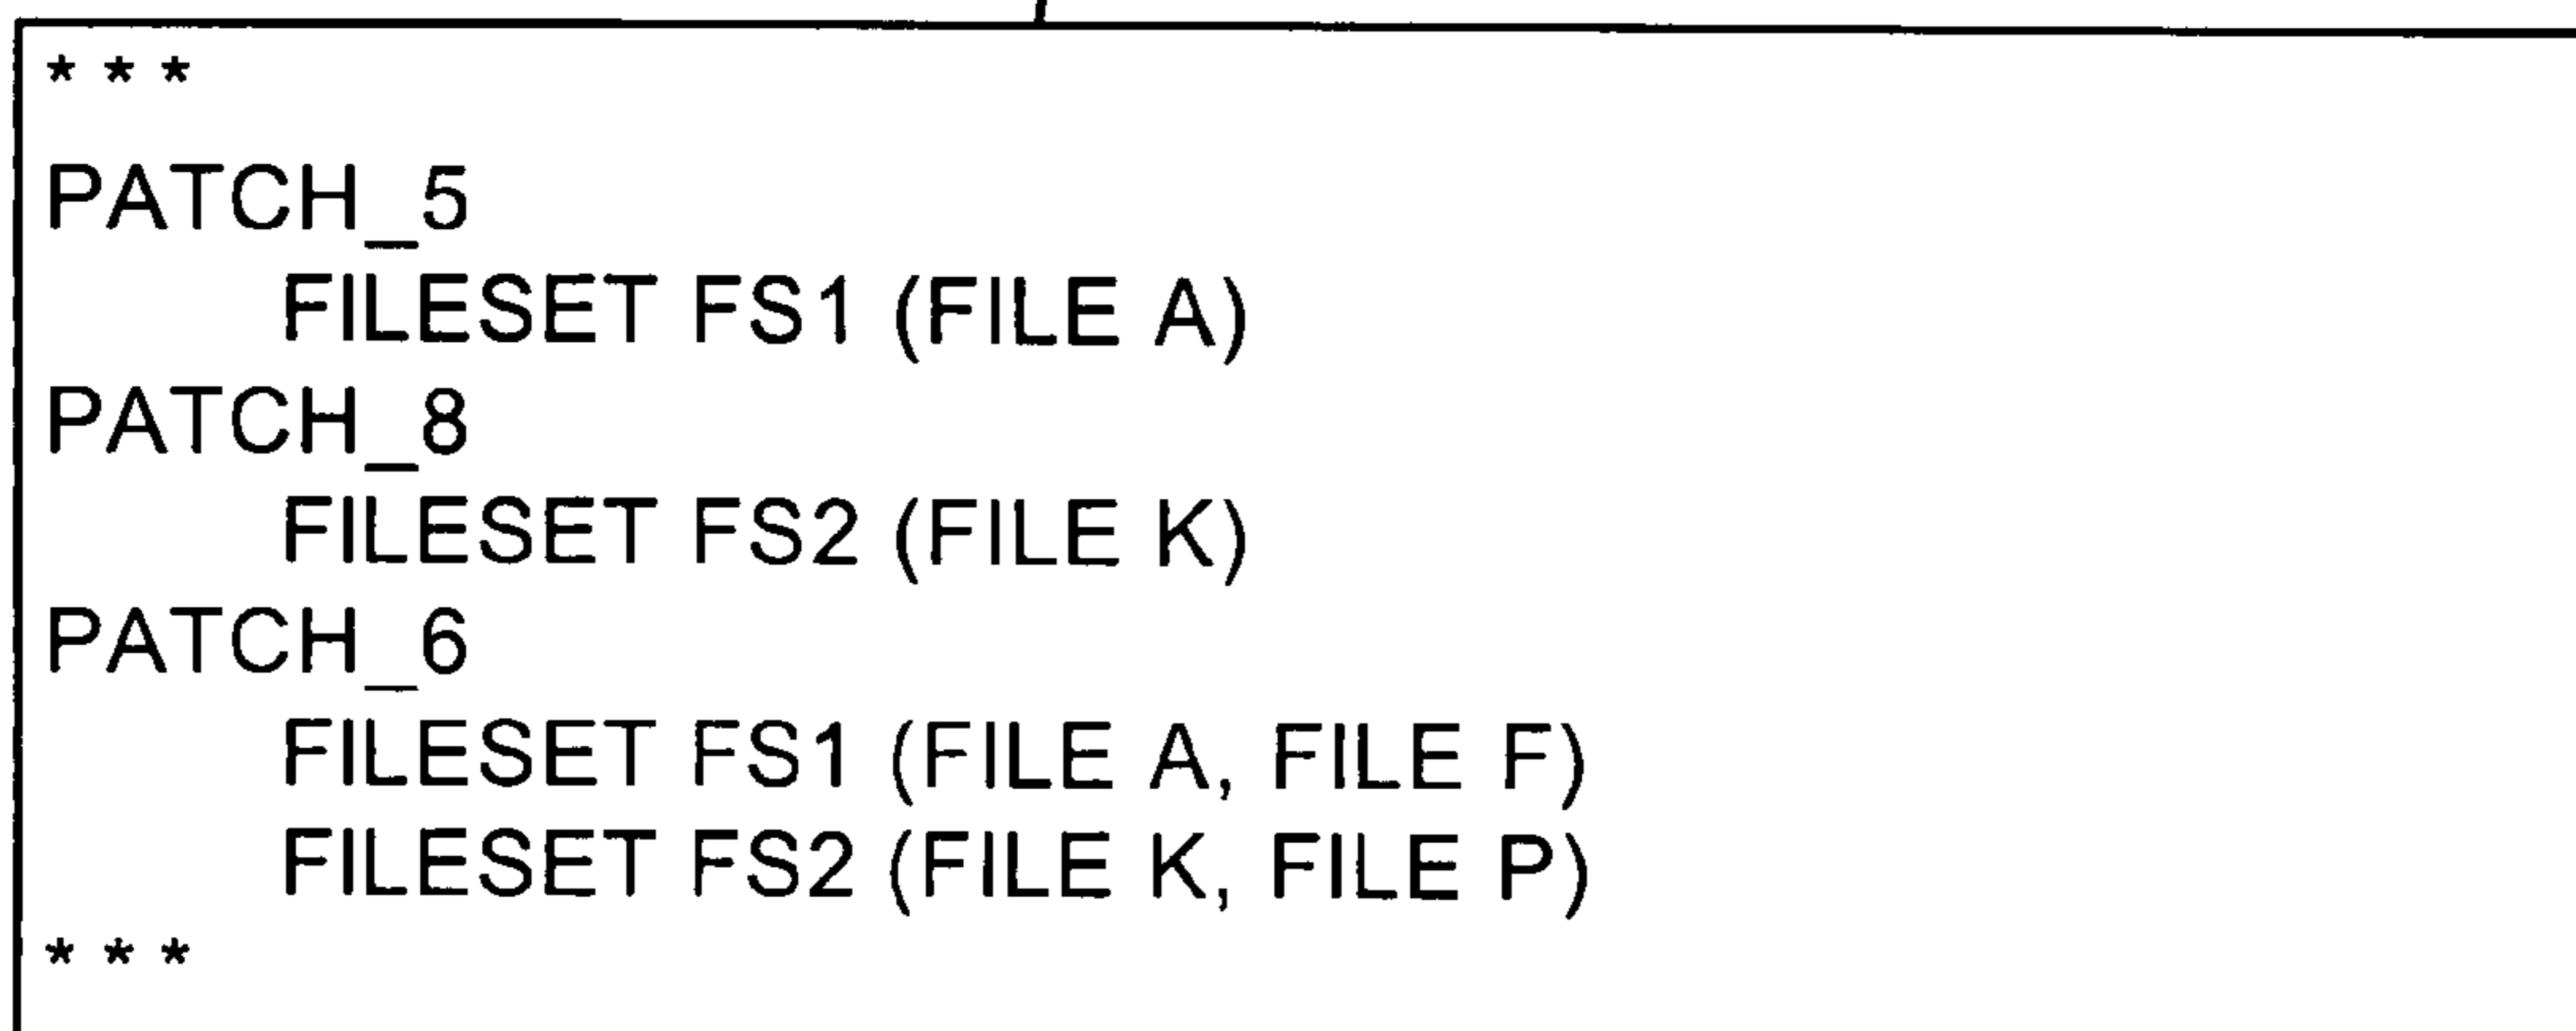 * * *
PATCH_5
FILESET FS1 (FILE A)
PATCH_8
FILESET FS2 (FILE K)
PATCH_6
FILESET FS1 (FILE A, FILE F)
FILESET FS2 (FILE K, FILE P)
* * *